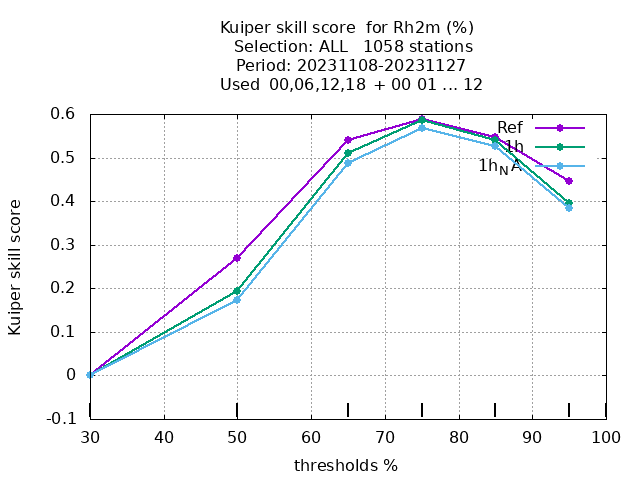 Kuiper skill score  for Rh2m (%)
Selection: ALL   1058 stations
Period: 20231108-20231127
Used  00,06,12,18  + 00 01 ... 12
Kuiper skill score
0.6
0.5
0.4
0.3
0.2
0.1
0
-0.1
Ref
1h
1hNA
30 40 50 60 70 80 90 100
thresholds %